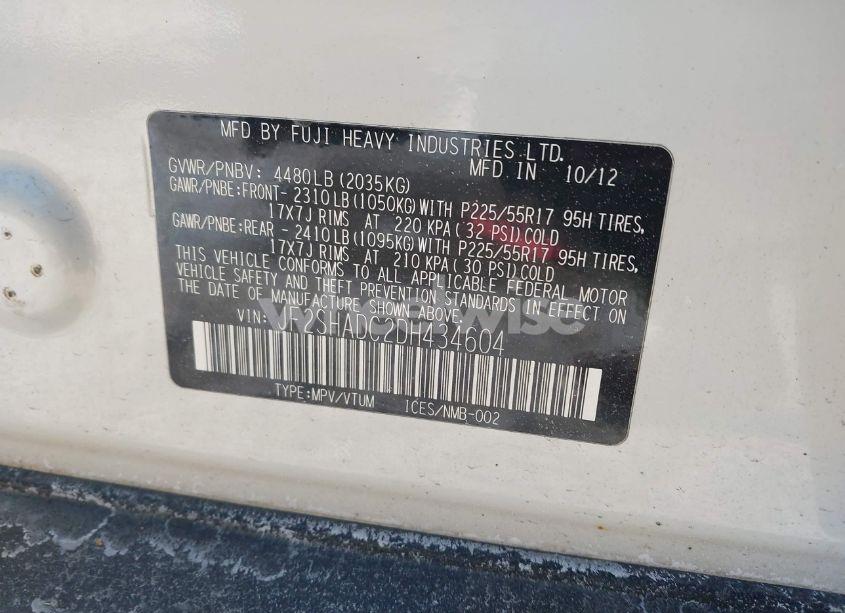 MFD BY FUJI HEAVY INDUSTRIES LTD.
MFD IN 10/12
GVWR/PNBV: 4480LB(2035KG)
GAWR/PNBE:FRONT- 2310LB(1050KG)WITH P225/55R17 95H TIRES,
17X7J RIMS AT 220 KPA(32 PSI)COLD
GAWR/PNBE:REAR - 2410LB(1095KG)WITH P225/55R17 95H TIRES,
17X7J RIMS AT 210 KPA(30 PSI)COLD
THIS VEHICLE CONFORMS TO ALL APPLICABLE FEDERAL MOTOR
VEHICLE SAFETY AND THEFT PREVENTION STANDARDS IN EFFECT ON
THE DATE OF MANUFACTURE SHOWN ABOVE.
wheelwise
VIN: JF2SHADC2DH434604
TYPE:MPV/VTUM ICES/NMB-002